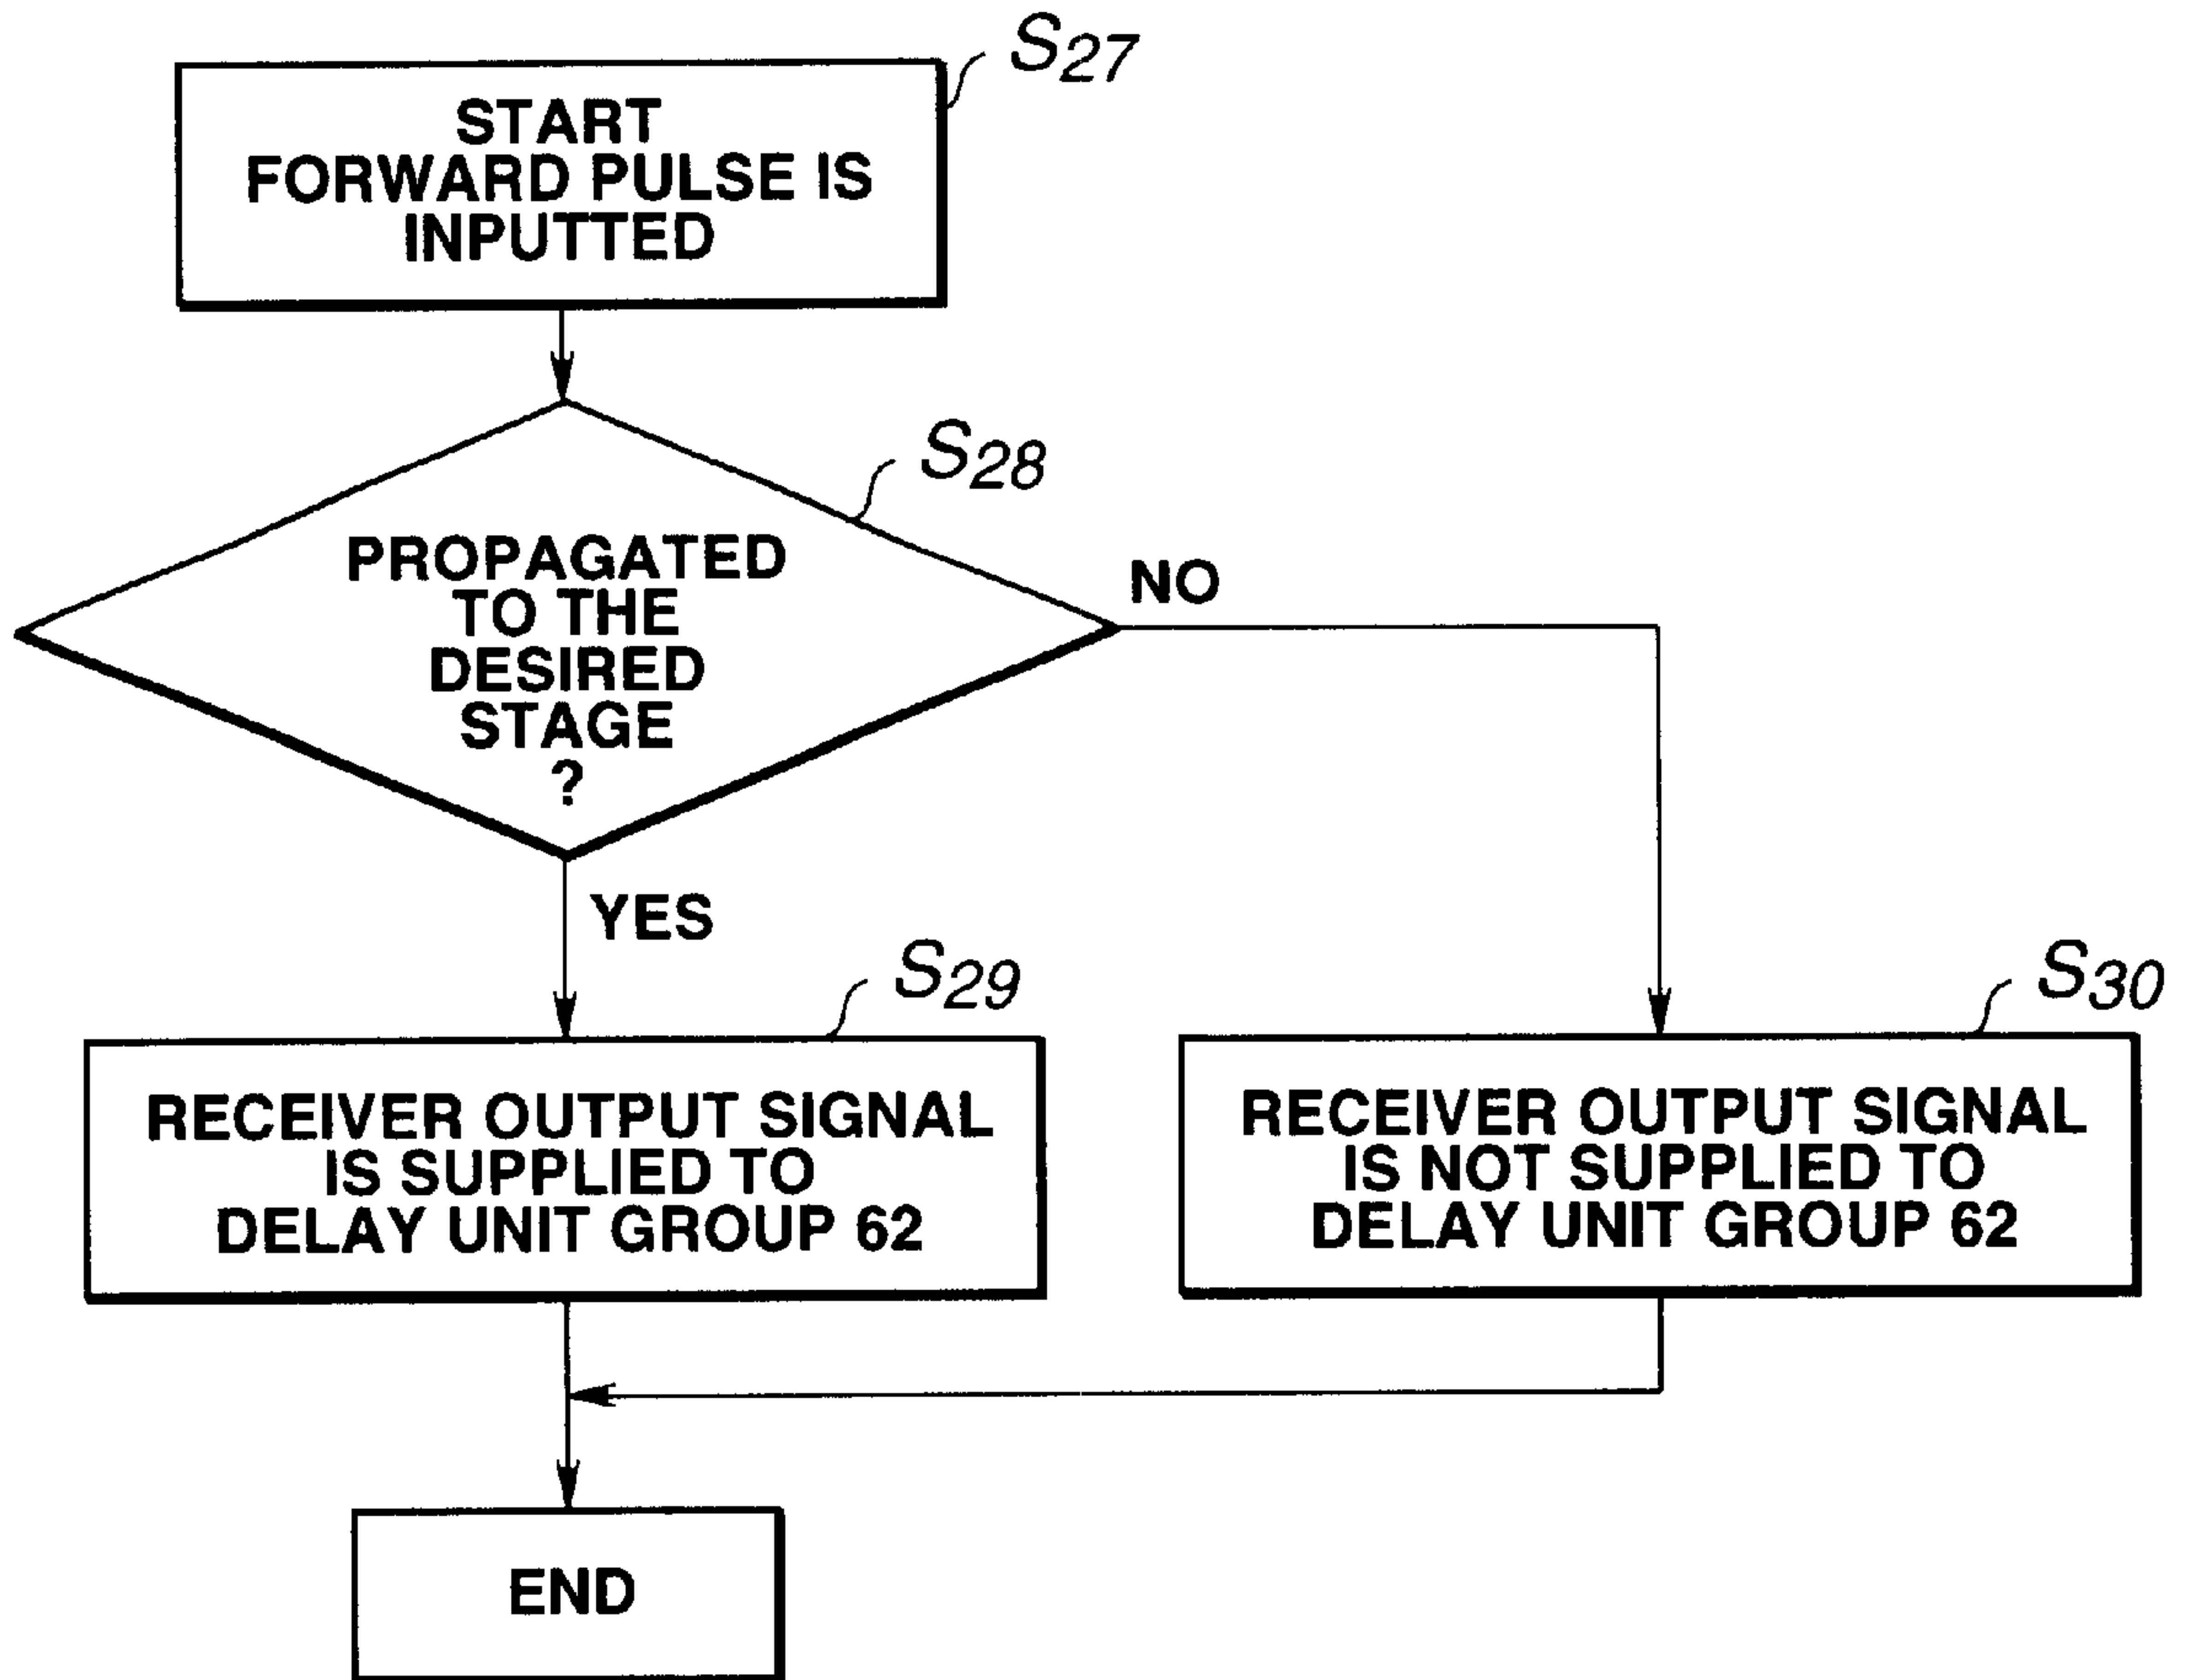 S27
START
FORWARD PULSE IS
INPUTTED
S28
PROPAGATED
TO THE
DESIRED
STAGE
?
NO
YES
S29
RECEIVER OUTPUT SIGNAL
IS SUPPLIED TO
DELAY UNIT GROUP 62
S30
RECEIVER OUTPUT SIGNAL
IS NOT SUPPLIED TO
DELAY UNIT GROUP 62
END